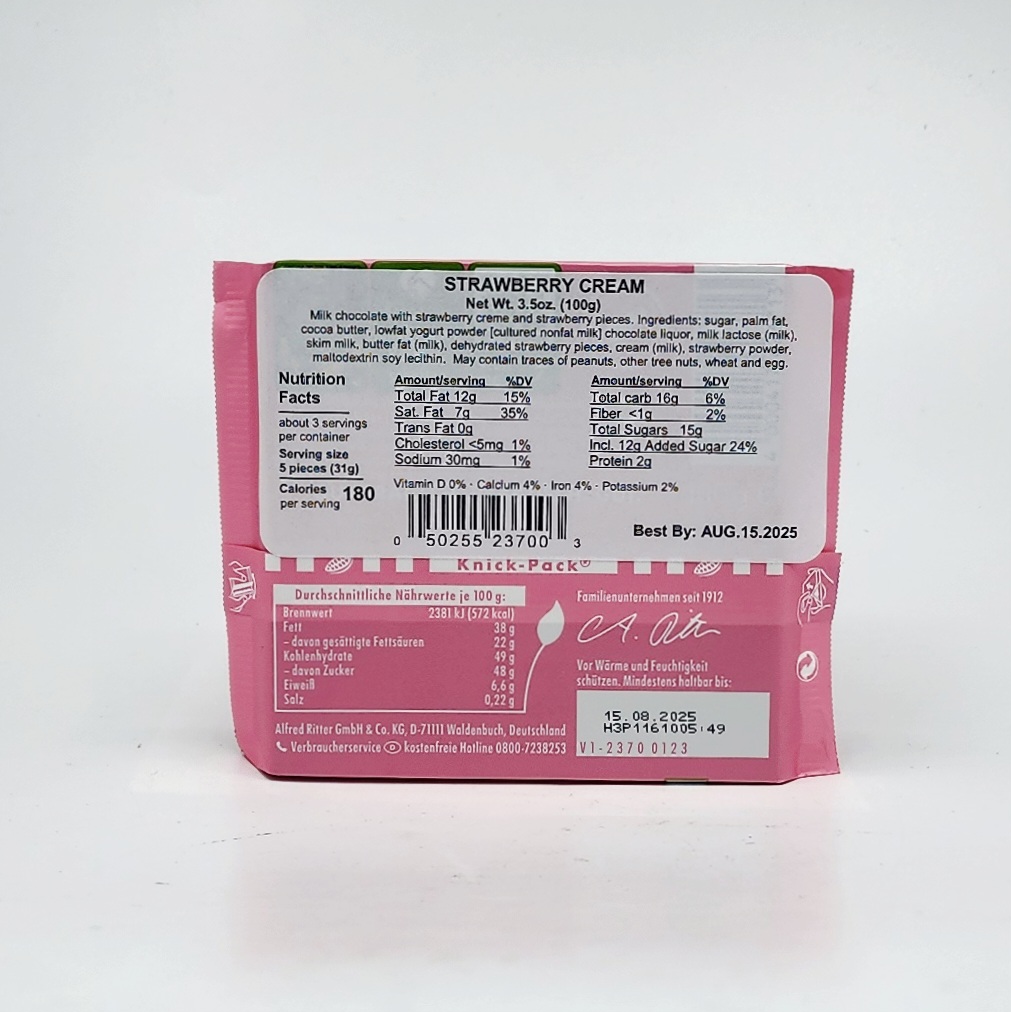 STRAWBERRY CREAM
Net Wt. 3.5oz. (100g)
Milk chocolate with strawberry creme and strawberry pieces. Ingredients: sugar, palm fat,
cocoa butter, lowfat yogurt powder [cultured nonfat milk] chocolate liquor, milk lactose (milk),
skim milk, butter fat (milk), dehydrated strawberry pieces, cream (milk), strawberry powder,
maltodextrin soy lecithin. May contain traces of peanuts, other tree nuts, wheat and egg.
Nutrition
Facts
about 3 servings
per container
Serving size
5 pieces (31g)
Calories 180
per serving
Amount/serving %DV
Total Fat 12g 15%
Sat. Fat 7g 35%
Trans Fat 0g
Cholesterol <5mg 1%
Sodium 30mg 1%
Amount/serving %DV
Total carb 16g 6%
Fiber <1g 2%
Total Sugars 15g
Incl. 12g Added Sugar 24%
Protein 2g
Vitamin D 0% · Calcium 4% · Iron 4% · Potassium 2%
0 50255 23700 3
Best By: AUG.15.2025
Knick-Pack®
Durchschnittliche Nährwerte je 100 g:
Brennwert 2381 kJ (572 kcal)
Fett 38 g
– davon gesättigte Fettsäuren 22 g
Kohlenhydrate 49 g
– davon Zucker 48 g
Eiweiß 6,6 g
Salz 0,22 g
Familienunternehmen seit 1912
A. Ritter
Vor Wärme und Feuchtigkeit
schützen. Mindestens haltbar bis:
15.08.2025
H3P1161005 49
V1-2370 0123
Alfred Ritter GmbH & Co. KG, D-71111 Waldenbuch, Deutschland
Verbraucherservice D kostenfreie Hotline 0800-7238253